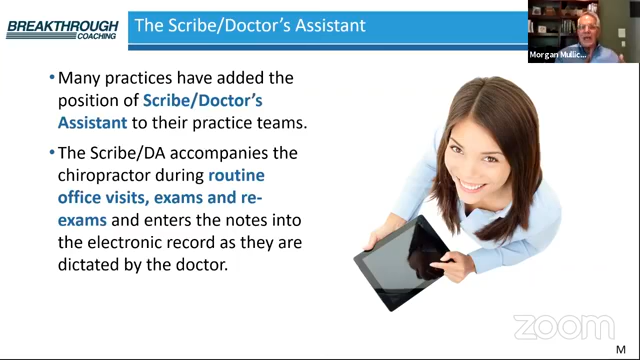 BREAKTHROUGH
COACHING
The Scribe/Doctor's Assistant
Morgan Mullic...
• Many practices have added the
position of Scribe/Doctor's
Assistant to their practice teams.
• The Scribe/DA accompanies the
chiropractor during routine
office visits, exams and re-
exams and enters the notes into
the electronic record as they are
dictated by the doctor.
zoom
M